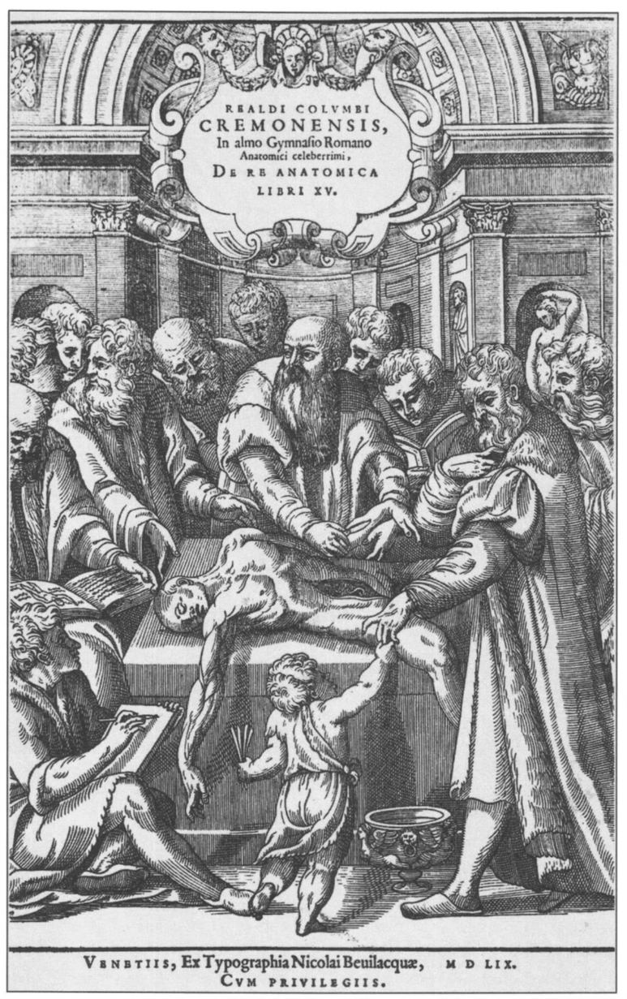 REALDI COLVMBI
CREMONENSIS,
In almo Gymnaſio Romano
Anatomici celeberrimi,
DE RE ANATOMICA
LIBRI XV.
VENETIIS, Ex Typographia Nicolai Beuilacquæ, M D LIX.
CVM PRIVILEGIIS.